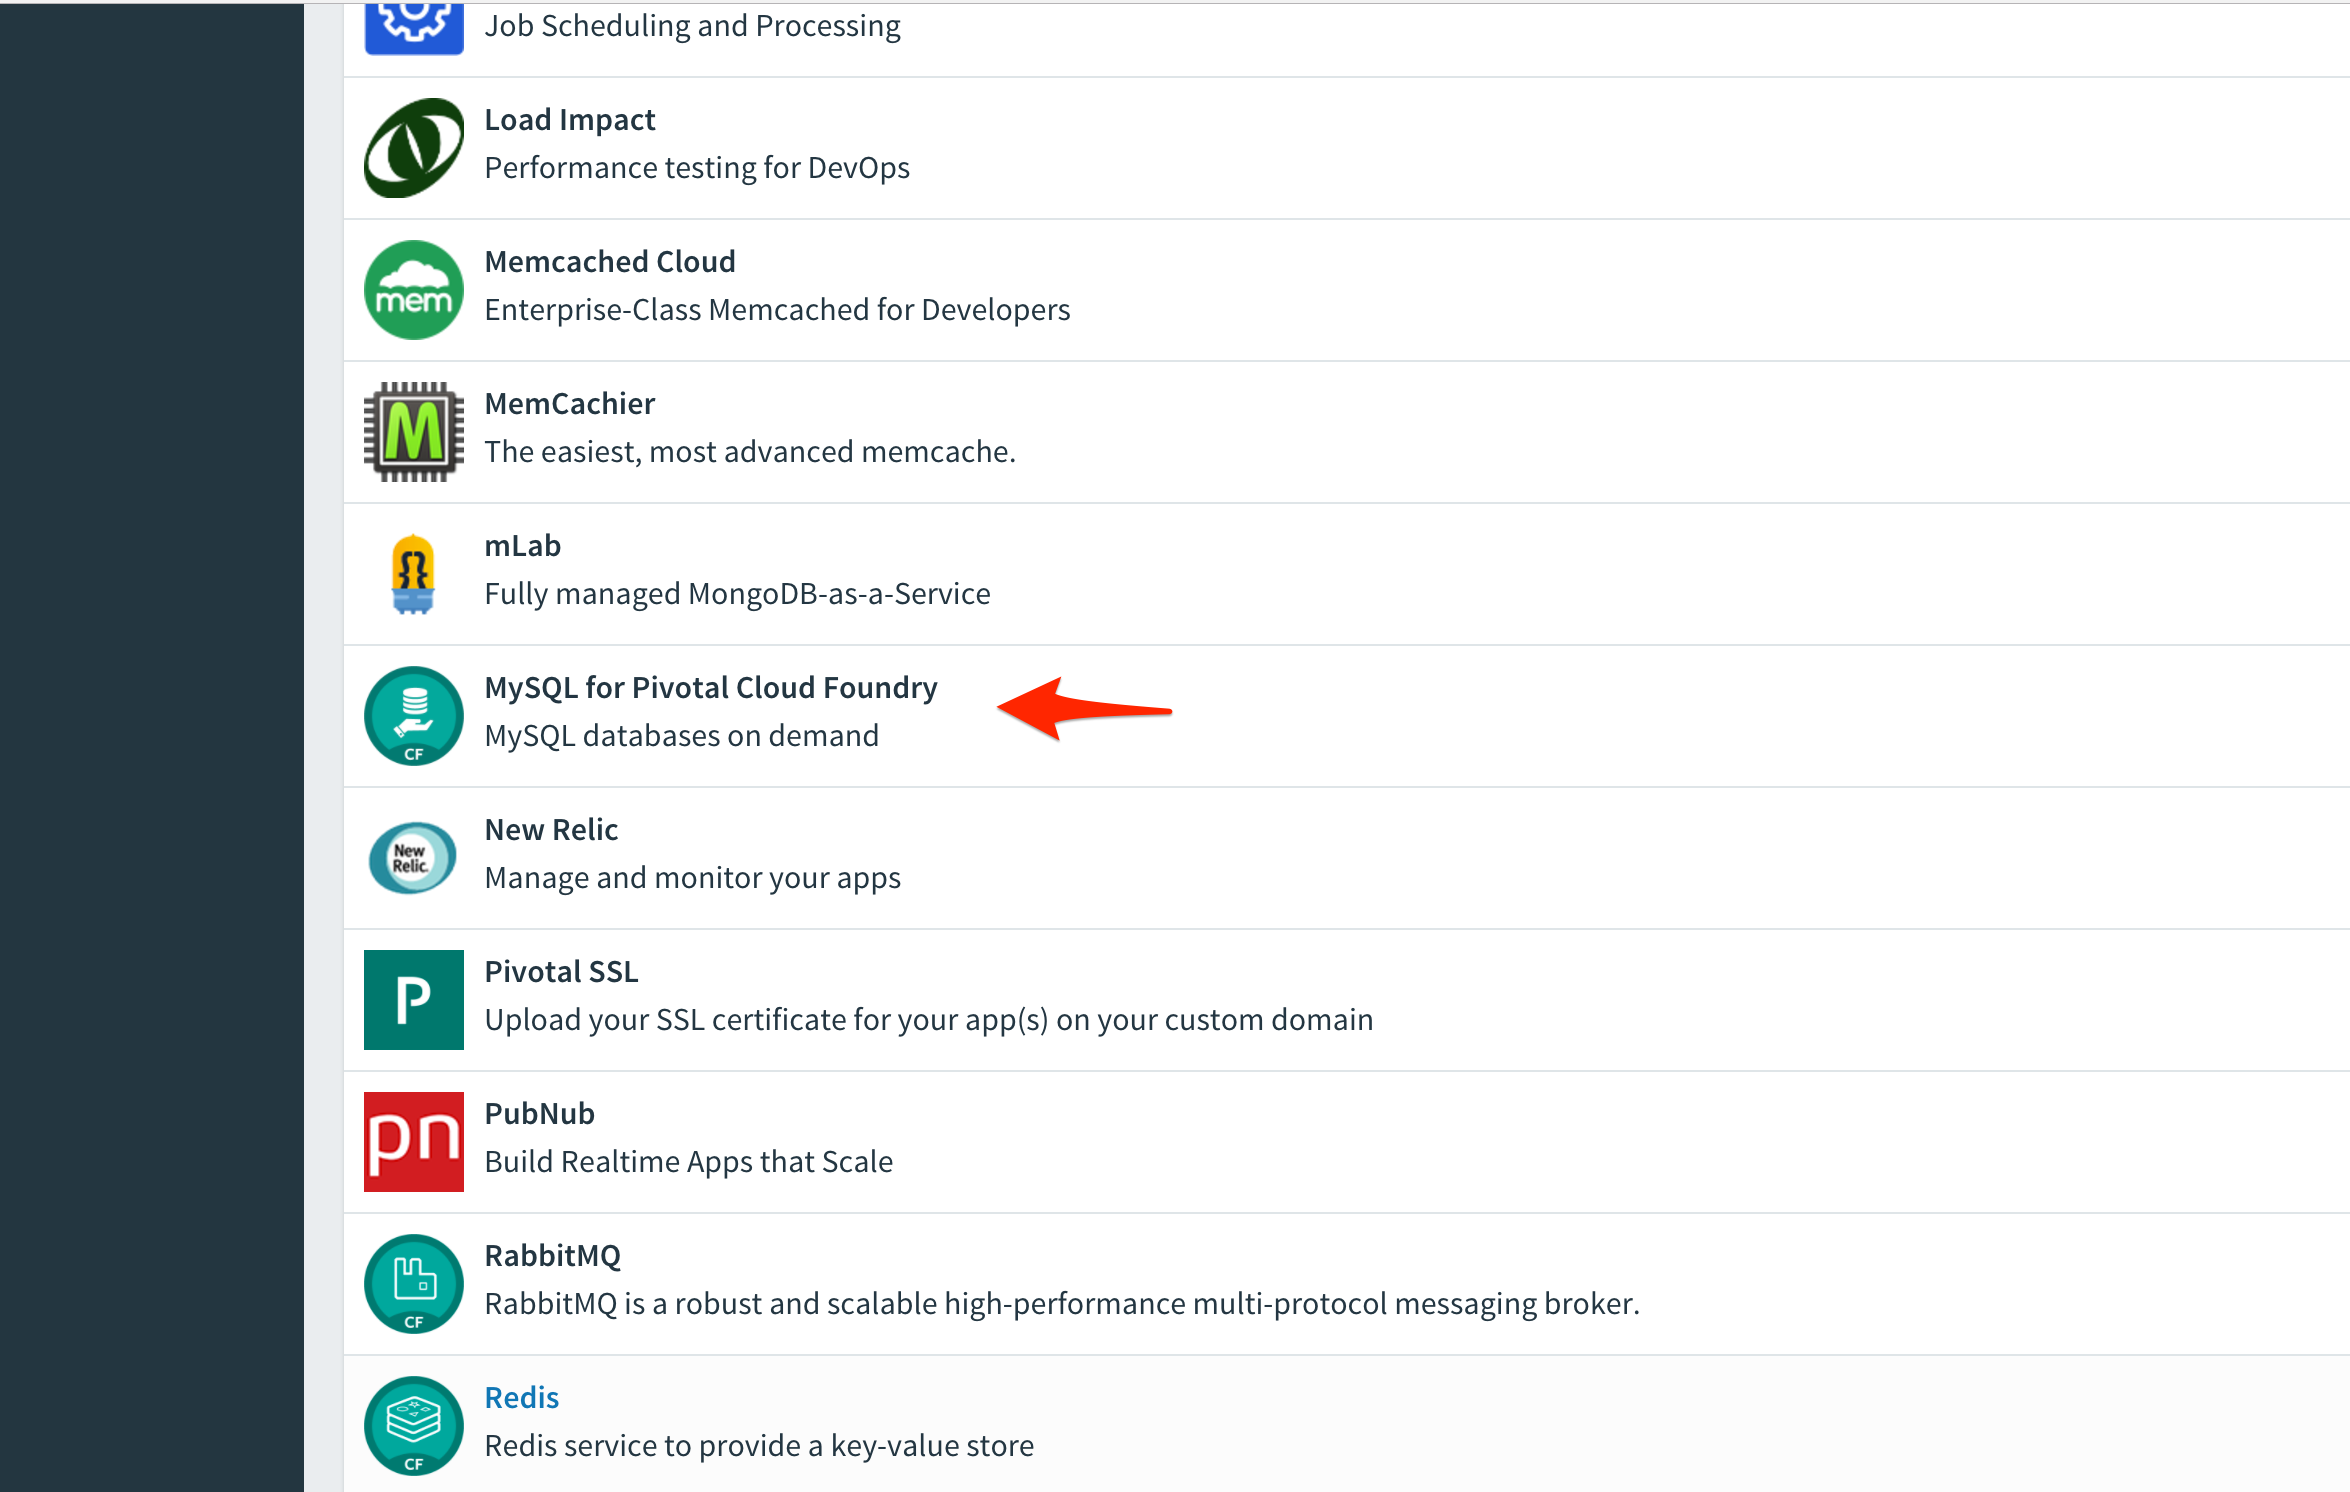 Job Scheduling and Processing
Load Impact
Performance testing for DevOps
mem
Memcached Cloud
Enterprise-Class Memcached for Developers
M
MemCachier
The easiest, most advanced memcache.
{}
mLab
Fully managed MongoDB-as-a-Service
CF
MySQL for Pivotal Cloud Foundry
MySQL databases on demand
New
Relic.
New Relic
Manage and monitor your apps
P
Pivotal SSL
Upload your SSL certificate for your app(s) on your custom domain
pn
PubNub
Build Realtime Apps that Scale
CF
RabbitMQ
RabbitMQ is a robust and scalable high-performance multi-protocol messaging broker.
CF
Redis
Redis service to provide a key-value store